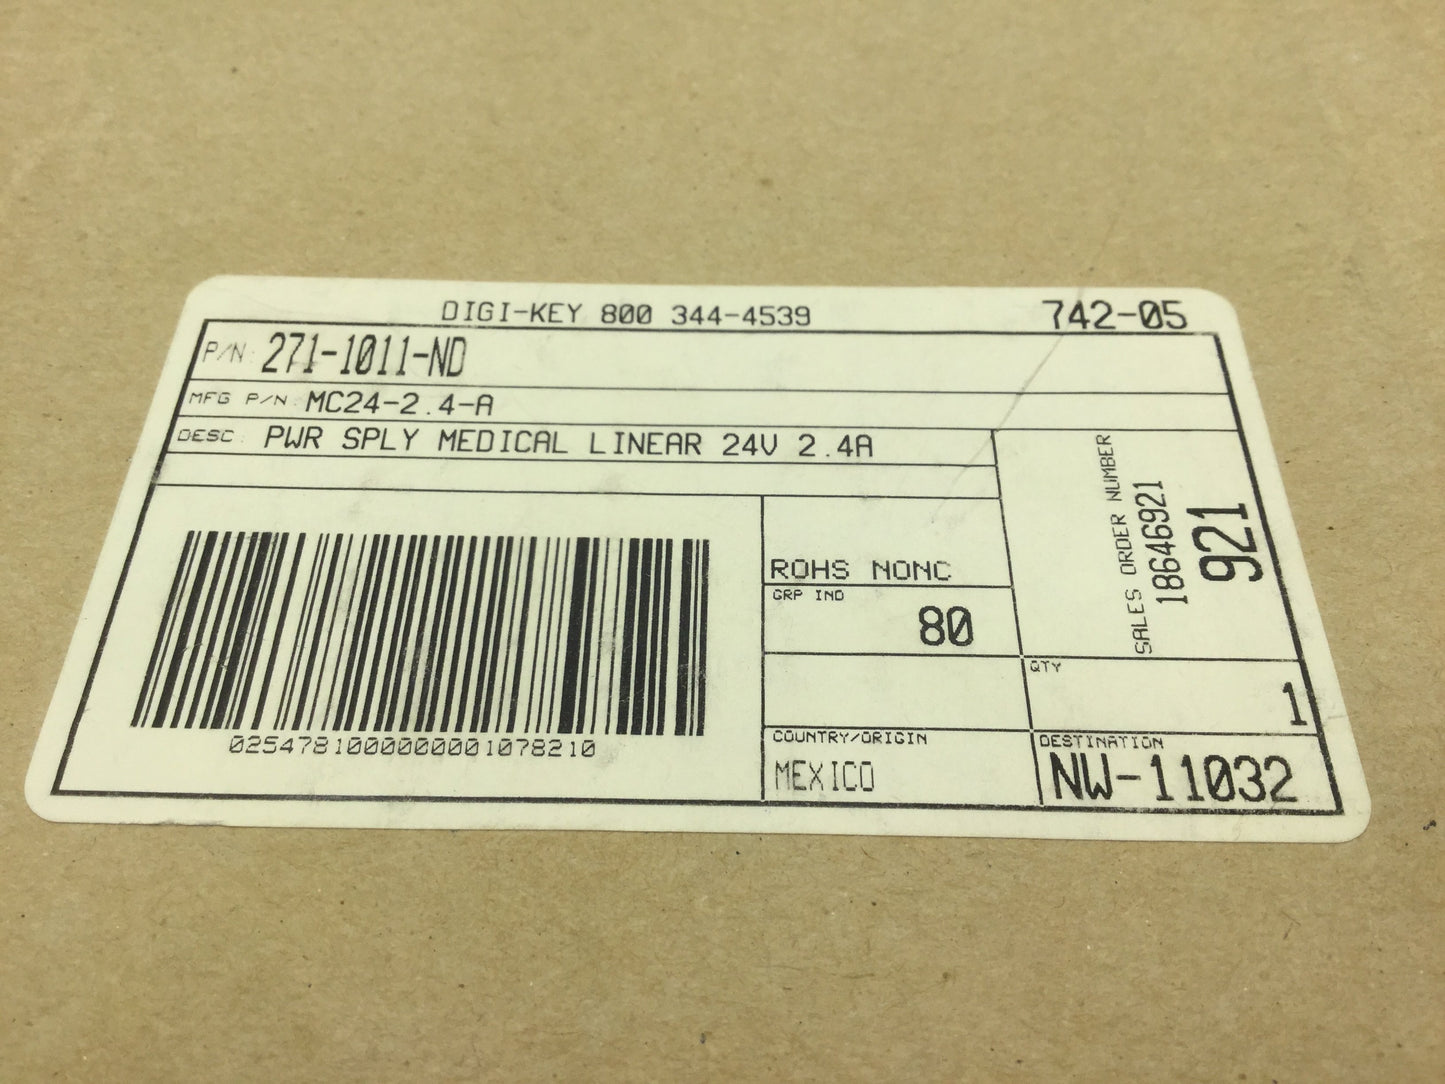 DIGI-KEY 800 344-4539 742-05
P/N: 271-1011-ND
MFG P/N: MC24-2.4-A
DESC: PWR SPLY MEDICAL LINEAR 24V 2.4A
SALES ORDER NUMBER
18646921
921
ROHS NONC
GRP IND
80
QTY
1
0254781000000001078210
COUNTRY/ORIGIN
MEXICO
DESTINATION
NW-11032